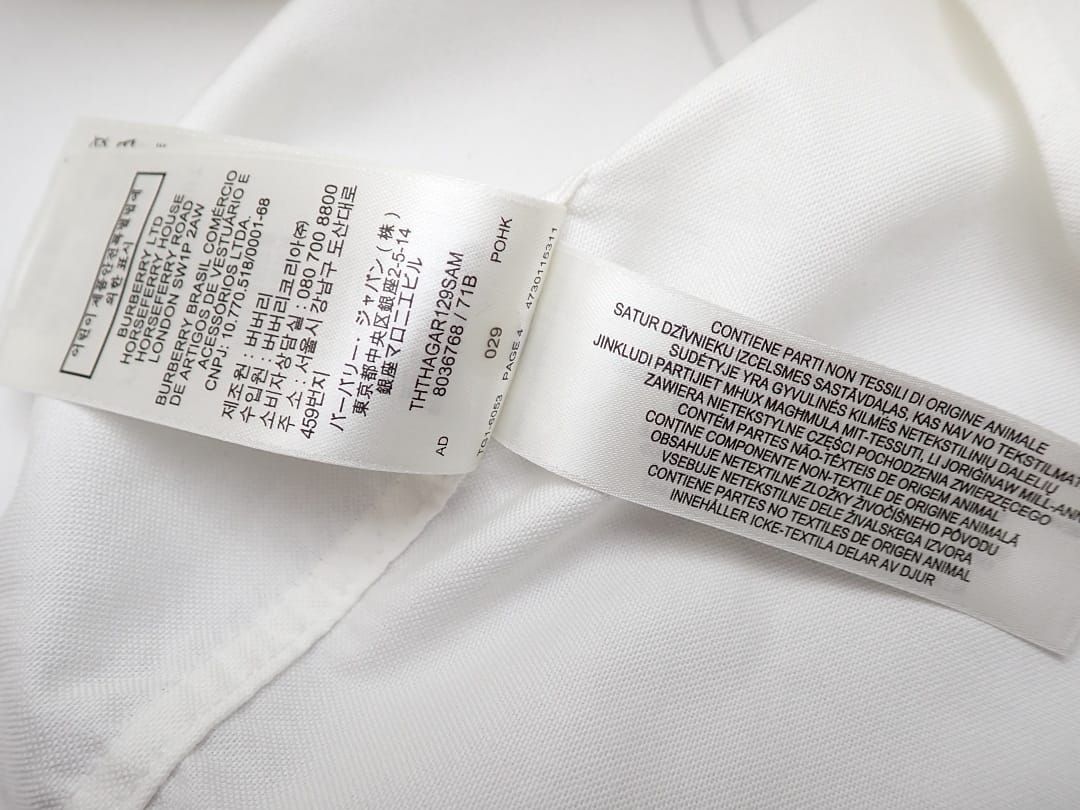 어린이 제품안전특별법에
의한 표시
BURBERRY LTD
HORSEFERRY HOUSE
HORSEFERRY ROAD
LONDON SW1P 2AW
BURBERRY BRASIL COMÉRCIO
DE ARTIGOS DE VESTUÁRIO E
ACESSÓRIOS LTDA.
CNPJ: 10.770.518/0001-68
제조원 : 버버리
수입원 : 버버리코리아㈜
소비자상담실 : 080 700 8800
주 소 : 서울시 강남구 도산대로
459번지
バーバリー・ジャパン(株)
東京都中央区銀座2-5-14
銀座マロニエビル
THTHAGAR129SAM
8036768 / 71B
AD 029 POHK
PAGE 4 4730115311
CONTIENE PARTI NON TESSILI DI ORIGINE ANIMALE
SATUR DZĪVNIEKU IZCELSMES SASTĀVDAĻAS, KAS NAV NO
SUDĖTYJE YRA GYVULINĖS KILMĖS NETEKSTILINIŲ DALELIŲ
JINKLUDI PARTIJIET MHUX MAGĦMULA MIT-TESSUTI, LI JORIĠINAW
ZAWIERA NIETEKSTYLNE CZĘŚCI POCHODZENIA ZWIERZĘCEGO
CONTÉM PARTES NÃO-TÊXTEIS DE ORIGEM ANIMAL
CONȚINE COMPONENTE NON-TEXTILE DE ORIGINE ANIMALĂ
OBSAHUJE NETEXTILNÉ ZLOŽKY ŽIVOČÍŠNEHO PÔVODU
VSEBUJE NETEKSTILNE DELE ŽIVALSKEGA IZVORA
CONTIENE PARTES NO TEXTILES DE ORIGEN ANIMAL
INNEHÅLLER ICKE-TEXTILA DELAR AV DJUR